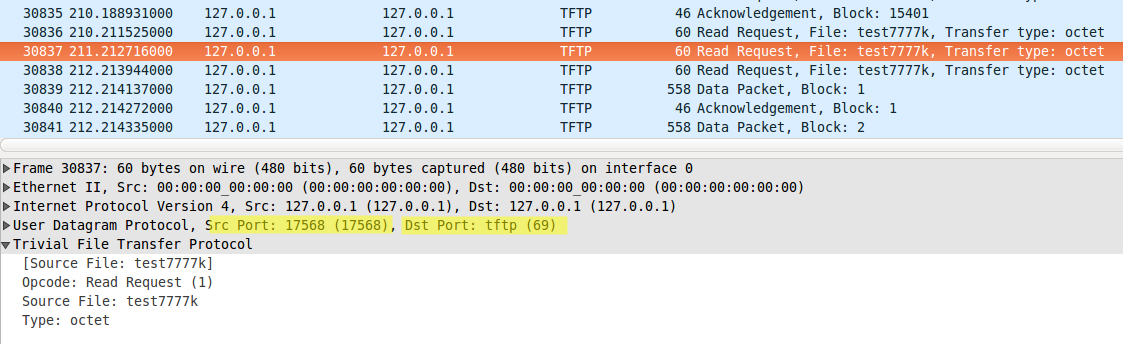 30835 210.188931000 127.0.0.1 127.0.0.1 TFTP 46 Acknowledgement, Block: 15401
30836 210.211525000 127.0.0.1 127.0.0.1 TFTP 60 Read Request, File: test7777k, Transfer type: octet
30837 211.212716000 127.0.0.1 127.0.0.1 TFTP 60 Read Request, File: test7777k, Transfer type: octet
30838 212.213944000 127.0.0.1 127.0.0.1 TFTP 60 Read Request, File: test7777k, Transfer type: octet
30839 212.214137000 127.0.0.1 127.0.0.1 TFTP 558 Data Packet, Block: 1
30840 212.214272000 127.0.0.1 127.0.0.1 TFTP 46 Acknowledgement, Block: 1
30841 212.214335000 127.0.0.1 127.0.0.1 TFTP 558 Data Packet, Block: 2
Frame 30837: 60 bytes on wire (480 bits), 60 bytes captured (480 bits) on interface 0
Ethernet II, Src: 00:00:00_00:00:00 (00:00:00:00:00:00), Dst: 00:00:00_00:00:00 (00:00:00:00:00:00)
Internet Protocol Version 4, Src: 127.0.0.1 (127.0.0.1), Dst: 127.0.0.1 (127.0.0.1)
User Datagram Protocol, Src Port: 17568 (17568), Dst Port: tftp (69)
Trivial File Transfer Protocol
[Source File: test7777k]
Opcode: Read Request (1)
Source File: test7777k
Type: octet